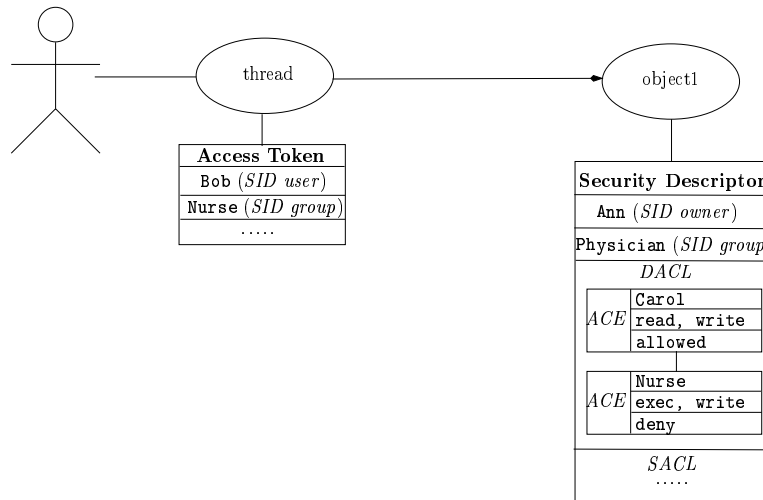 thread
object1
Access Token
Bob (SID user)
Nurse (SID group)
.....
Security Descriptor
Ann (SID owner)
Physician (SID group
DACL
ACE
Carol
read, write
allowed
ACE
Nurse
exec, write
deny
SACL
.....